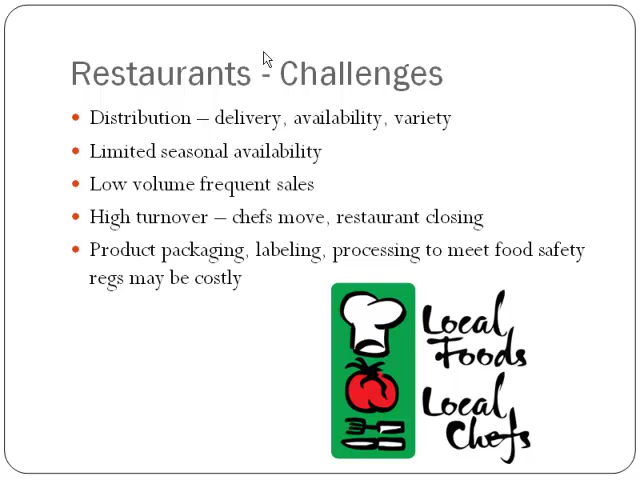 Restaurants - Challenges
Distribution – delivery, availability, variety
Limited seasonal availability
Low volume frequent sales
High turnover – chefs move, restaurant closing
Product packaging, labeling, processing to meet food safety
regs may be costly
Local
Foods
Local
Chefs